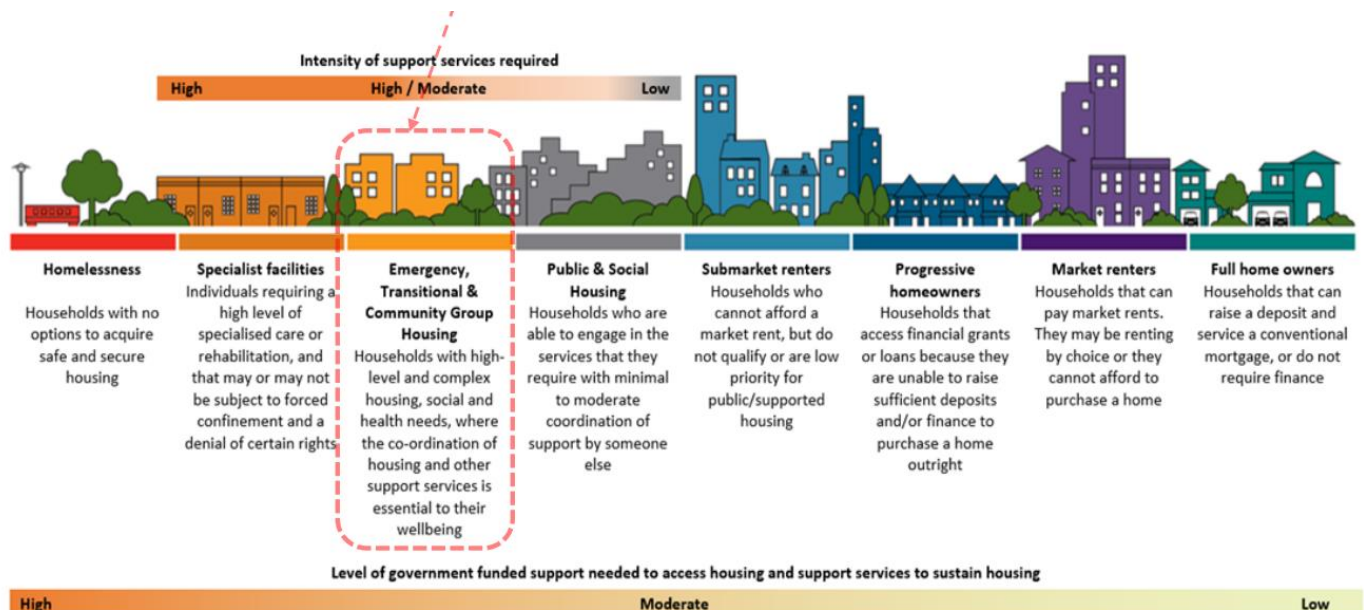 Intensity of support services required
High High / Moderate Low
Homelessness
Households with no
options to acquire
safe and secure
housing
Specialist facilities
Individuals requiring a
high level of
specialised care or
rehabilitation, and
that may or may not
be subject to forced
confinement and a
denial of certain rights
Emergency,
Transitional &
Community Group
Housing
Households with high-
level and complex
housing, social and
health needs, where
the co-ordination of
housing and other
support services is
essential to their
wellbeing
Public & Social
Housing
Households who are
able to engage in the
services that they
require with minimal
to moderate
coordination of
support by someone
else
Submarket renters
Households who
cannot afford a
market rent, but do
not qualify or are low
priority for
public/supported
housing
Progressive
homeowners
Households that
access financial grants
or loans because they
are unable to raise
sufficient deposits
and/or finance to
purchase a home
outright
Market renters
Households that can
pay market rents.
They may be renting
by choice or they
cannot afford to
purchase a home
Full home owners
Households that can
raise a deposit and
service a conventional
mortgage, or do not
require finance
Level of government funded support needed to access housing and support services to sustain housing
High Moderate Low